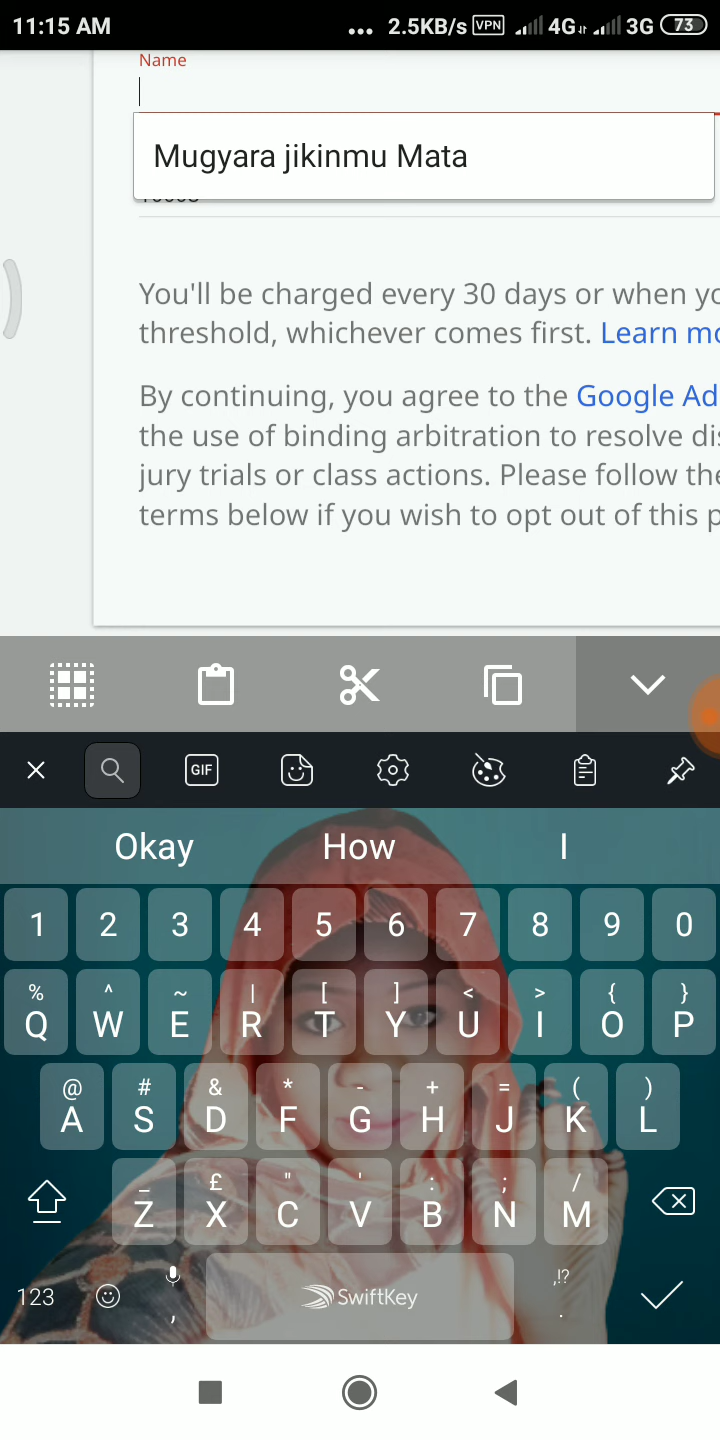 11:15 AM ... 2.5KB/s VPN 4G 3G 73
Name
Mugyara jikinmu Mata
You'll be charged every 30 days or when yo
threshold, whichever comes first. Learn mo
By continuing, you agree to the Google Ad
the use of binding arbitration to resolve dis
jury trials or class actions. Please follow the
terms below if you wish to opt out of this p
GIF
Okay How I
1 2 3 4 5 6 7 8 9 0
% ^ ~ | [ ] < > { }
Q W E R T Y U I O P
@ # & * - + = ( )
A S D F G H J K L
_ £ " ' : ; /
Z X C V B N M
,!?
123 , SwiftKey .